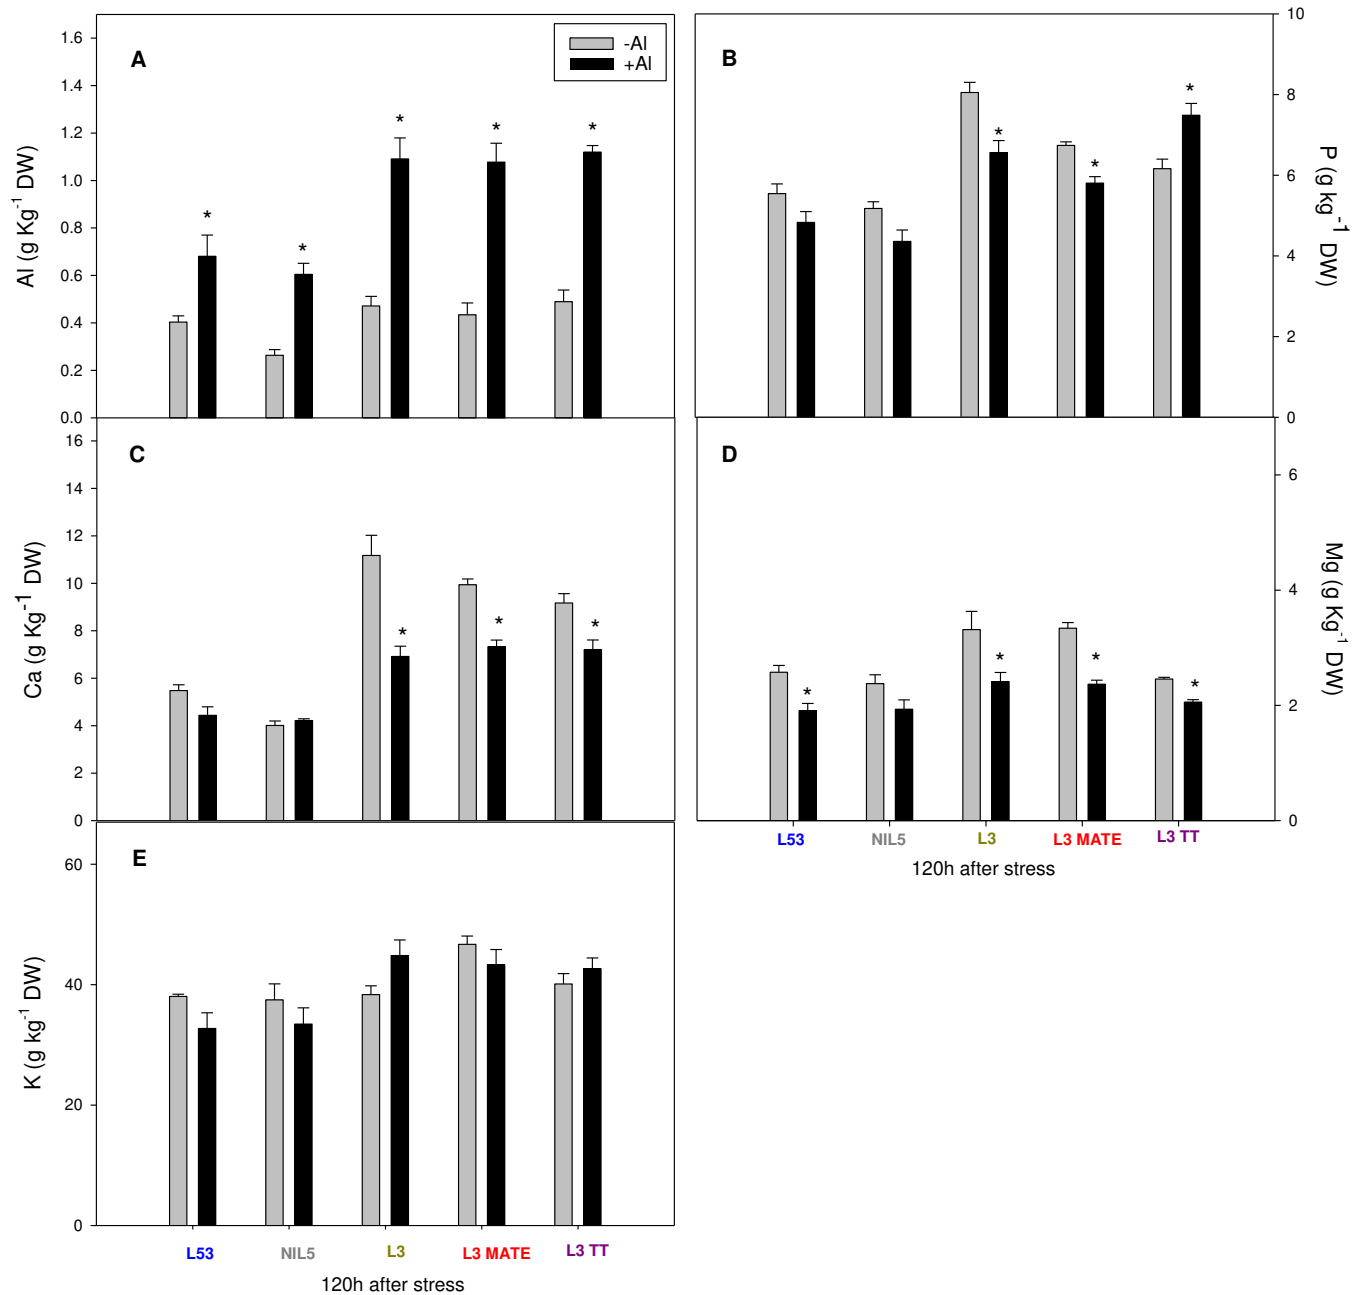 A
-Al
+Al
1.6
1.4
1.2
1.0
0.8
0.6
0.4
0.2
0.0
Al (g Kg-1 DW)
* * * * *
B
10
8
6
4
2
0
P (g kg-1 DW)
* * *
C
16
14
12
10
8
6
4
2
0
Ca (g Kg-1 DW)
* * *
D
6
4
2
0
Mg (g Kg-1 DW)
* * * *
L53 NIL5 L3 L3 MATE L3 TT
120h after stress
E
60
40
20
0
K (g kg-1 DW)
L53 NIL5 L3 L3 MATE L3 TT
120h after stress